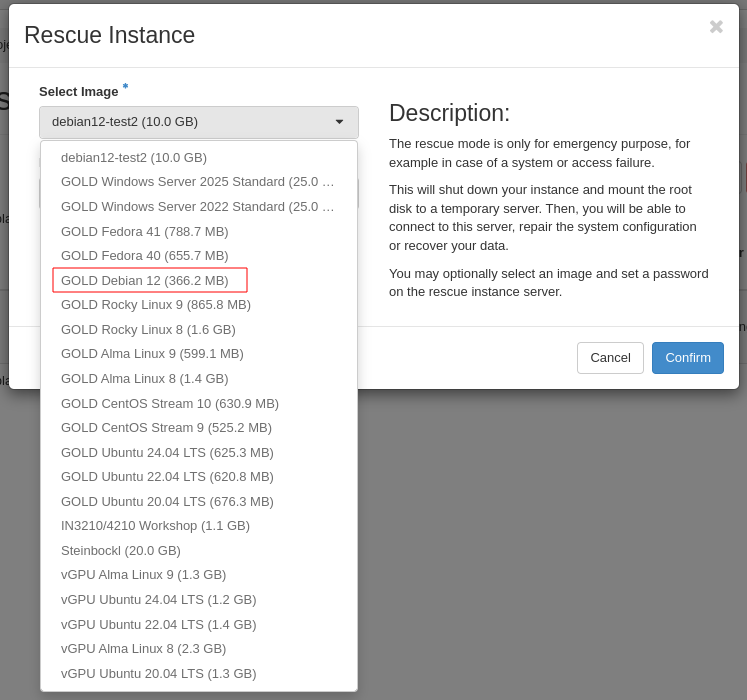 Rescue Instance
✖
Select Image *
debian12-test2 (10.0 GB)
debian12-test2 (10.0 GB)
GOLD Windows Server 2025 Standard (25.0 …
GOLD Windows Server 2022 Standard (25.0 …
GOLD Fedora 41 (788.7 MB)
GOLD Fedora 40 (655.7 MB)
GOLD Debian 12 (366.2 MB)
GOLD Rocky Linux 9 (865.8 MB)
GOLD Rocky Linux 8 (1.6 GB)
GOLD Alma Linux 9 (599.1 MB)
GOLD Alma Linux 8 (1.4 GB)
GOLD CentOS Stream 10 (630.9 MB)
GOLD CentOS Stream 9 (525.2 MB)
GOLD Ubuntu 24.04 LTS (625.3 MB)
GOLD Ubuntu 22.04 LTS (620.8 MB)
GOLD Ubuntu 20.04 LTS (676.3 MB)
IN3210/4210 Workshop (1.1 GB)
Steinbockl (20.0 GB)
vGPU Alma Linux 9 (1.3 GB)
vGPU Ubuntu 24.04 LTS (1.2 GB)
vGPU Ubuntu 22.04 LTS (1.4 GB)
vGPU Alma Linux 8 (2.3 GB)
vGPU Ubuntu 20.04 LTS (1.3 GB)
Description:
The rescue mode is only for emergency purpose, for
example in case of a system or access failure.
This will shut down your instance and mount the root
disk to a temporary server. Then, you will be able to
connect to this server, repair the system configuration
or recover your data.
You may optionally select an image and set a password
on the rescue instance server.
Cancel
Confirm